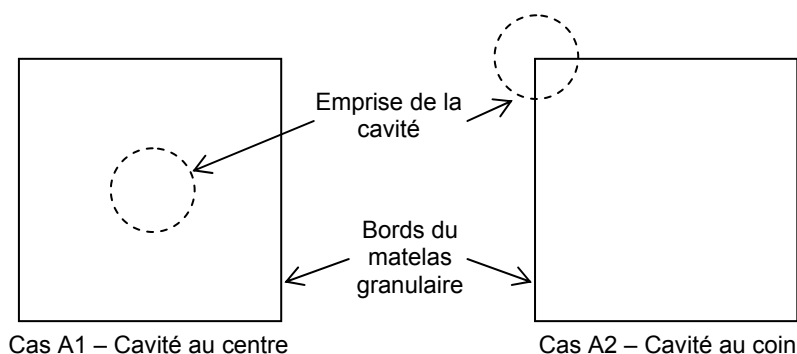 Emprise de la
cavité
Bords du
matelas
granulaire
Cas A1 – Cavité au centre
Cas A2 – Cavité au coin